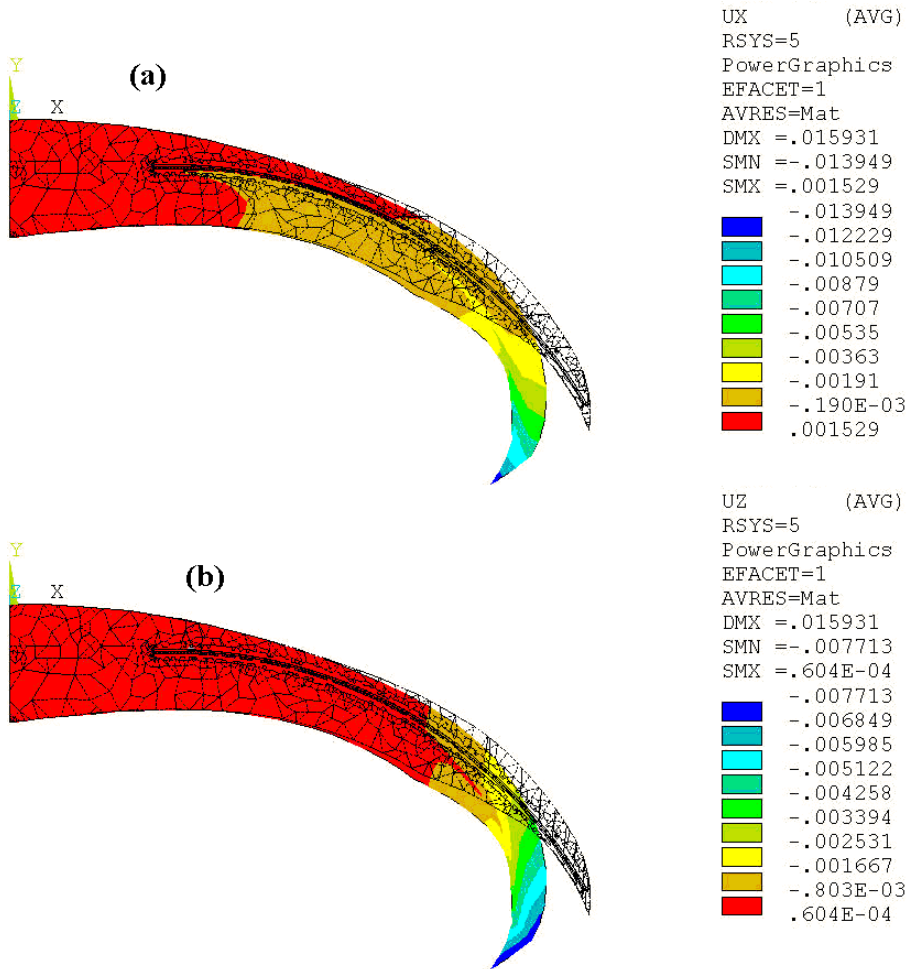 UX (AVG)
RSYS=5
PowerGraphics
EFACET=1
AVRES=Mat
DMX =.015931
SMN =-.013949
SMX =.001529
-.013949
-.012229
-.010509
-.00879
-.00707
-.00535
-.00363
-.00191
-.190E-03
.001529
(a)
Y
Z X
UZ (AVG)
RSYS=5
PowerGraphics
EFACET=1
AVRES=Mat
DMX =.015931
SMN =-.007713
SMX =.604E-04
-.007713
-.006849
-.005985
-.005122
-.004258
-.003394
-.002531
-.001667
-.803E-03
.604E-04
(b)
Y
Z X